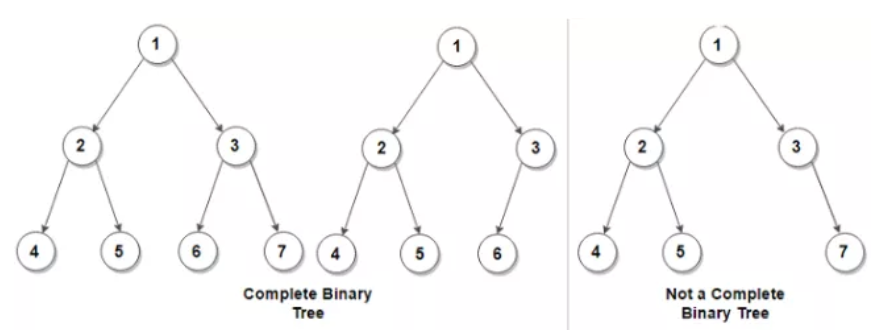 1 1 1
2 3 2 3 2 3
4 5 6 7 4 5 6 4 5 7
Complete Binary
Tree
Not a Complete
Binary Tree